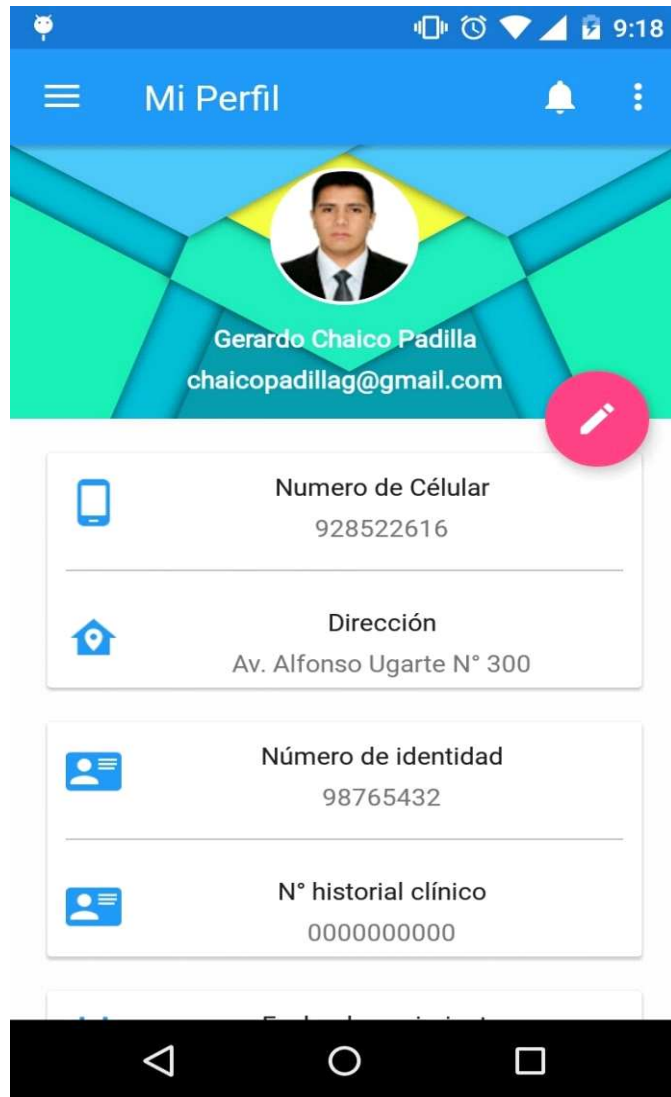 9:18
Mi Perfil
Gerardo Chaico Padilla
chaicopadillag@gmail.com
Numero de Célular
928522616
Dirección
Av. Alfonso Ugarte N° 300
Número de identidad
98765432
N° historial clínico
0000000000